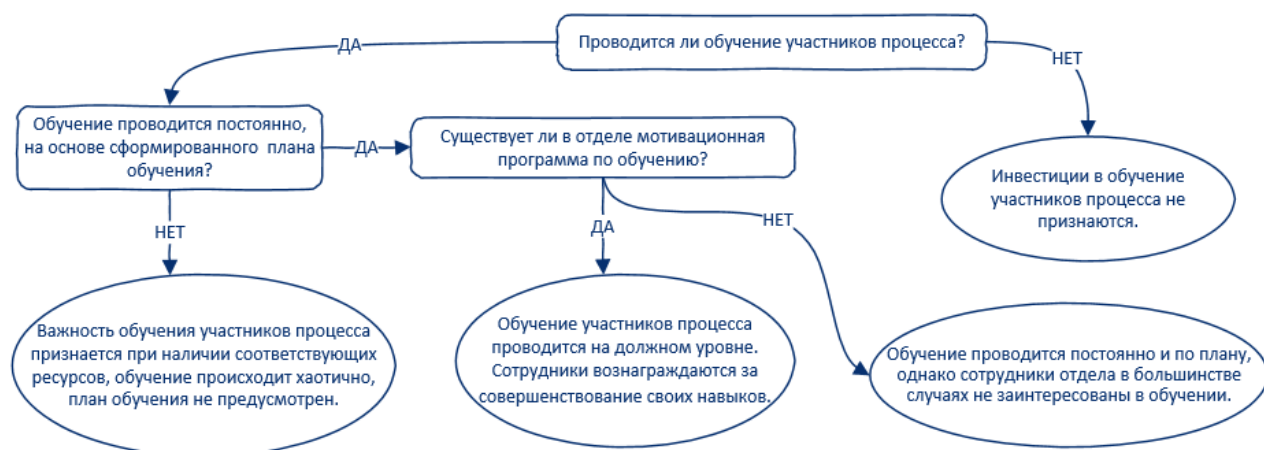 Проводится ли обучение участников процесса?
ДА
НЕТ
Обучение проводится постоянно,
на основе сформированного плана
обучения?
ДА
Существует ли в отделе мотивационная
программа по обучению?
Инвестиции в обучение
участников процесса не
признаются.
НЕТ
ДА
НЕТ
Важность обучения участников процесса
признается при наличии соответствующих
ресурсов, обучение происходит хаотично,
план обучения не предусмотрен.
Обучение участников процесса
проводится на должном уровне.
Сотрудники вознаграждаются за
совершенствование своих навыков.
Обучение проводится постоянно и по плану,
однако сотрудники отдела в большинстве
случаях не заинтересованы в обучении.